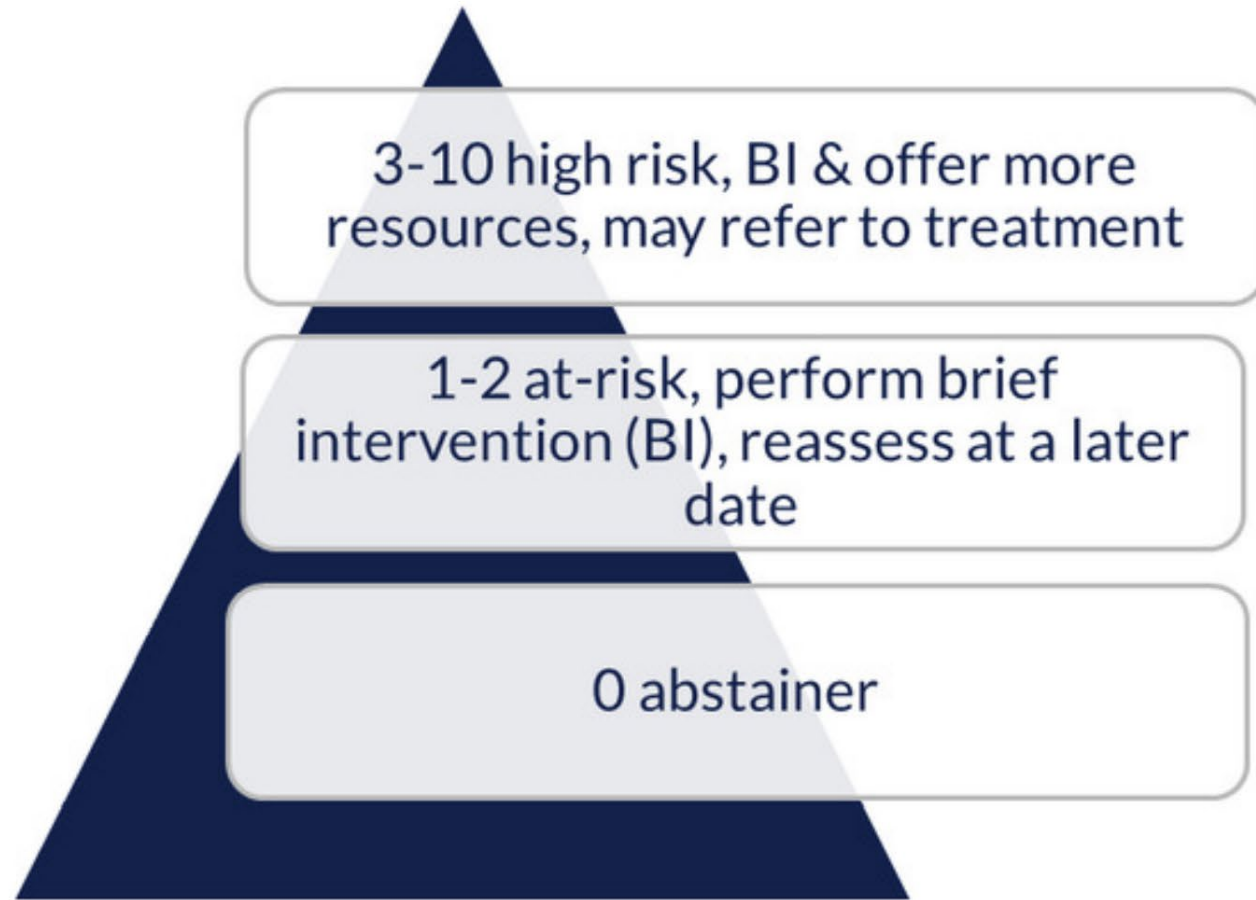 3-10 high risk, BI & offer more
resources, may refer to treatment
1-2 at-risk, perform brief
intervention (BI), reassess at a later
date
0 abstainer